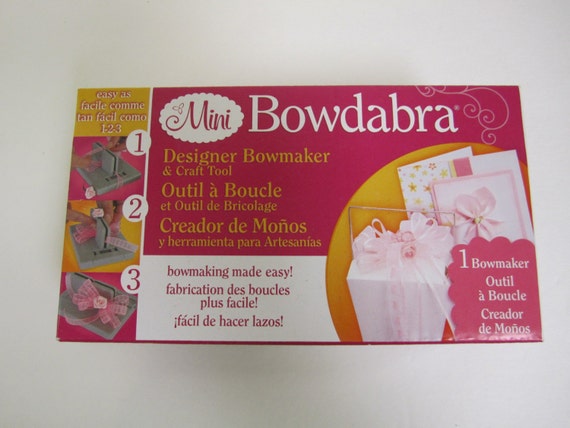 easy as
facile comme
tan fácil como
1-2-3
1
2
3
Mini
Bowdabra®
Designer Bowmaker
& Craft Tool
Outil à Boucle
et Outil de Bricolage
Creador de Moños
y herramienta para Artesanías
bowmaking made easy!
fabrication des boucles
plus facile!
¡fácil de hacer lazos!
1 Bowmaker
Outil
à Boucle
Creador
de Moños